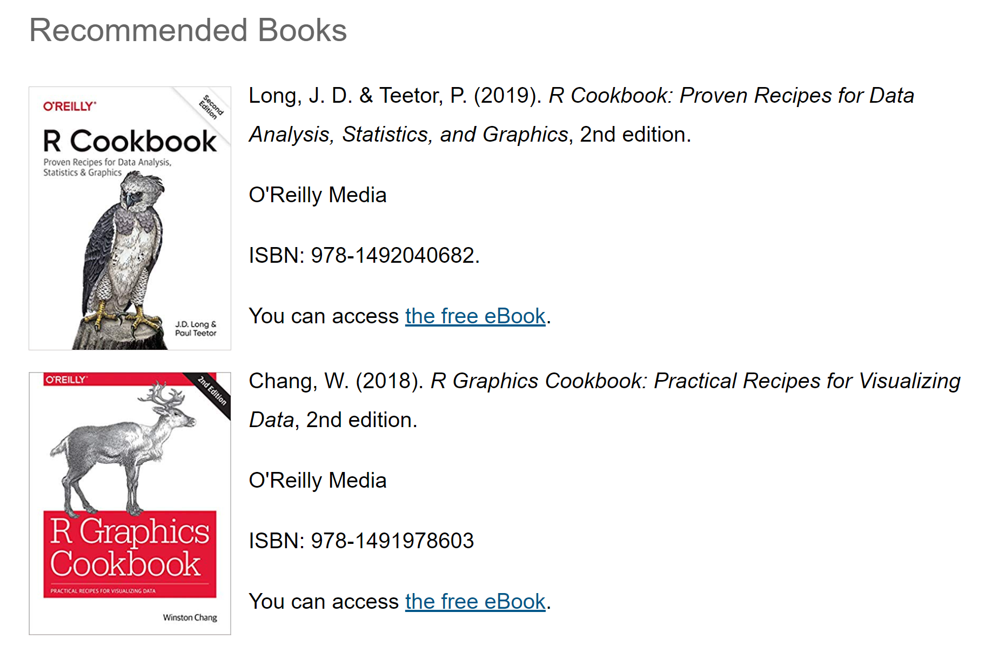 Recommended Books
O'REILLY®
Second
Edition
R Cookbook
Proven Recipes for Data Analysis,
Statistics & Graphics
J.D. Long &
Paul Teetor
Long, J. D. & Teetor, P. (2019). R Cookbook: Proven Recipes for Data
Analysis, Statistics, and Graphics, 2nd edition.
O'Reilly Media
ISBN: 978-1492040682.
You can access the free eBook.
O'REILLY®
2nd Edition
R Graphics
Cookbook
PRACTICAL RECIPES FOR VISUALIZING DATA
Winston Chang
Chang, W. (2018). R Graphics Cookbook: Practical Recipes for Visualizing
Data, 2nd edition.
O'Reilly Media
ISBN: 978-1491978603
You can access the free eBook.